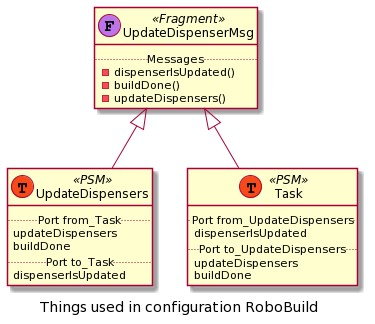 F
«Fragment»
UpdateDispenserMsg
Messages
dispenserIsUpdated()
buildDone()
updateDispensers()
T
«PSM»
UpdateDispensers
Port from_Task
updateDispensers
buildDone
Port to_Task
dispenserIsUpdated
T
«PSM»
Task
Port from_UpdateDispensers
dispenserIsUpdated
Port to_UpdateDispensers
updateDispensers
buildDone
Things used in configuration RoboBuild